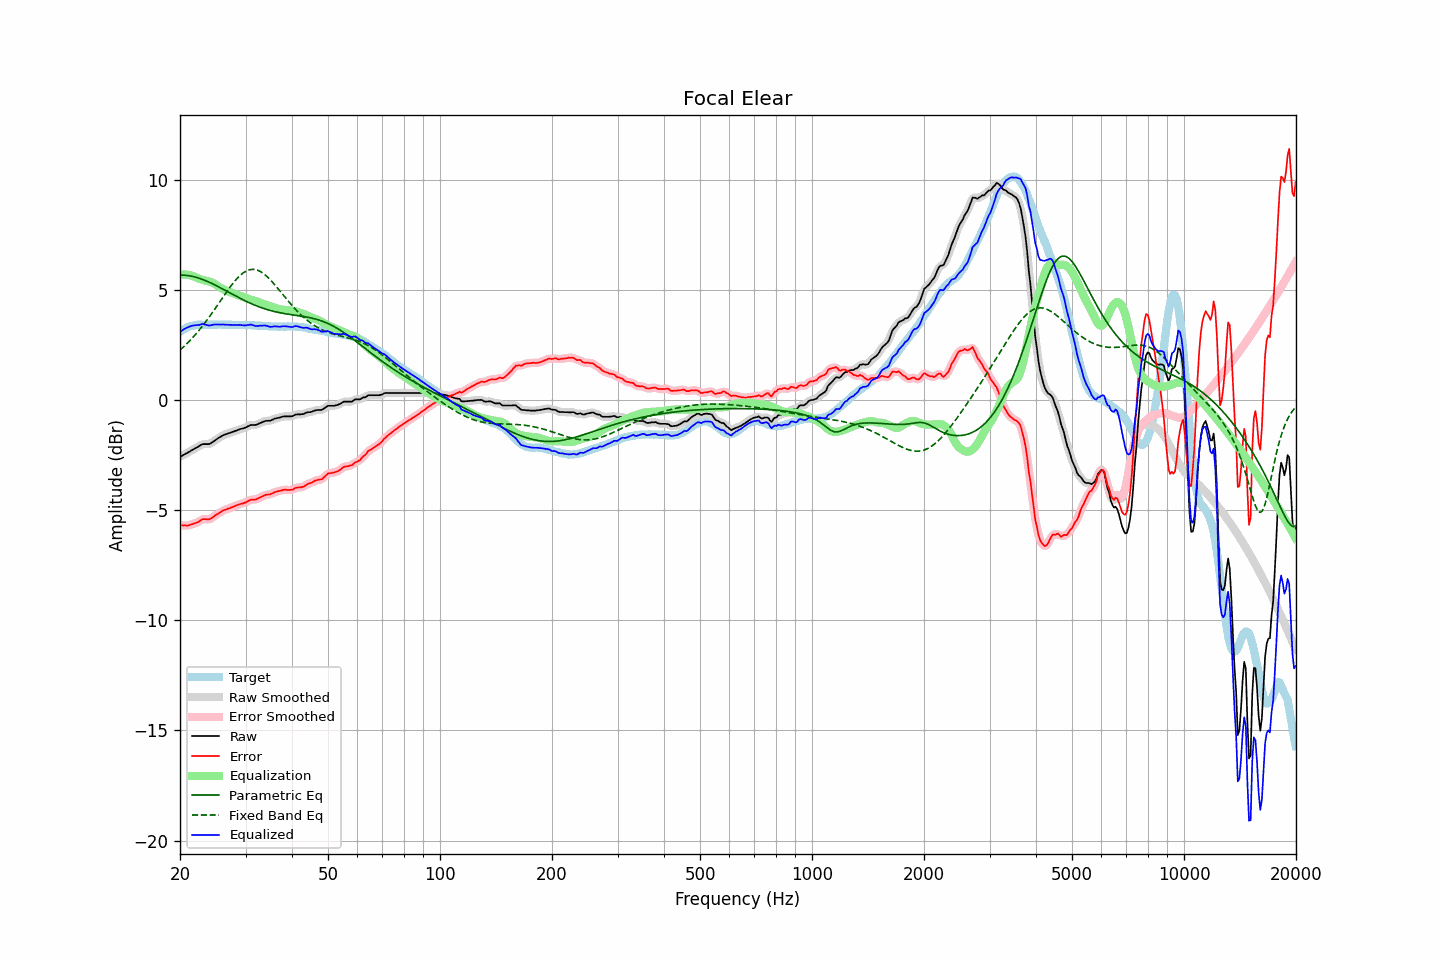 Focal Elear
Amplitude (dBr)
10
5
0
−5
−10
−15
−20
Target
Raw Smoothed
Error Smoothed
Raw
Error
Equalization
Parametric Eq
Fixed Band Eq
Equalized
20 50 100 200 500 1000 2000 5000 10000 20000
Frequency (Hz)